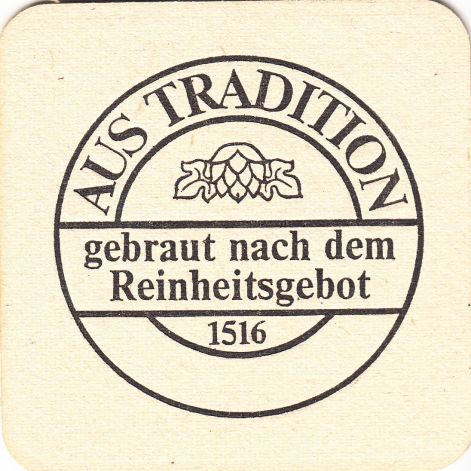 AUS TRADITION
gebraut nach dem
Reinheitsgebot
1516